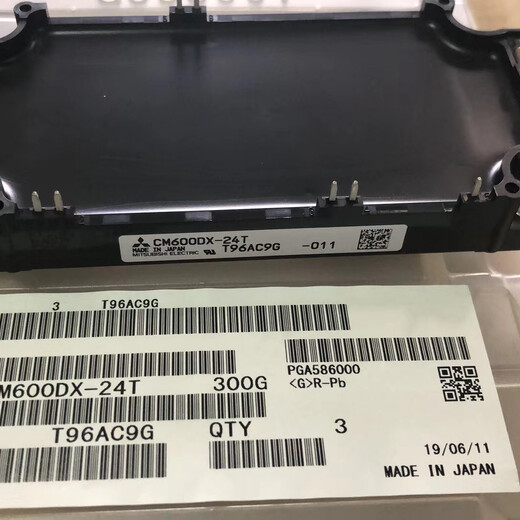 CM600DX-24T
MADE IN JAPAN T96AC9G -011
MITSUBISHI ELECTRIC
3 T96AC9G
PGA586000
M600DX-24T 300G <G>R-Pb
T96AC9G QTY 3
19/06/11
MADE IN JAPAN